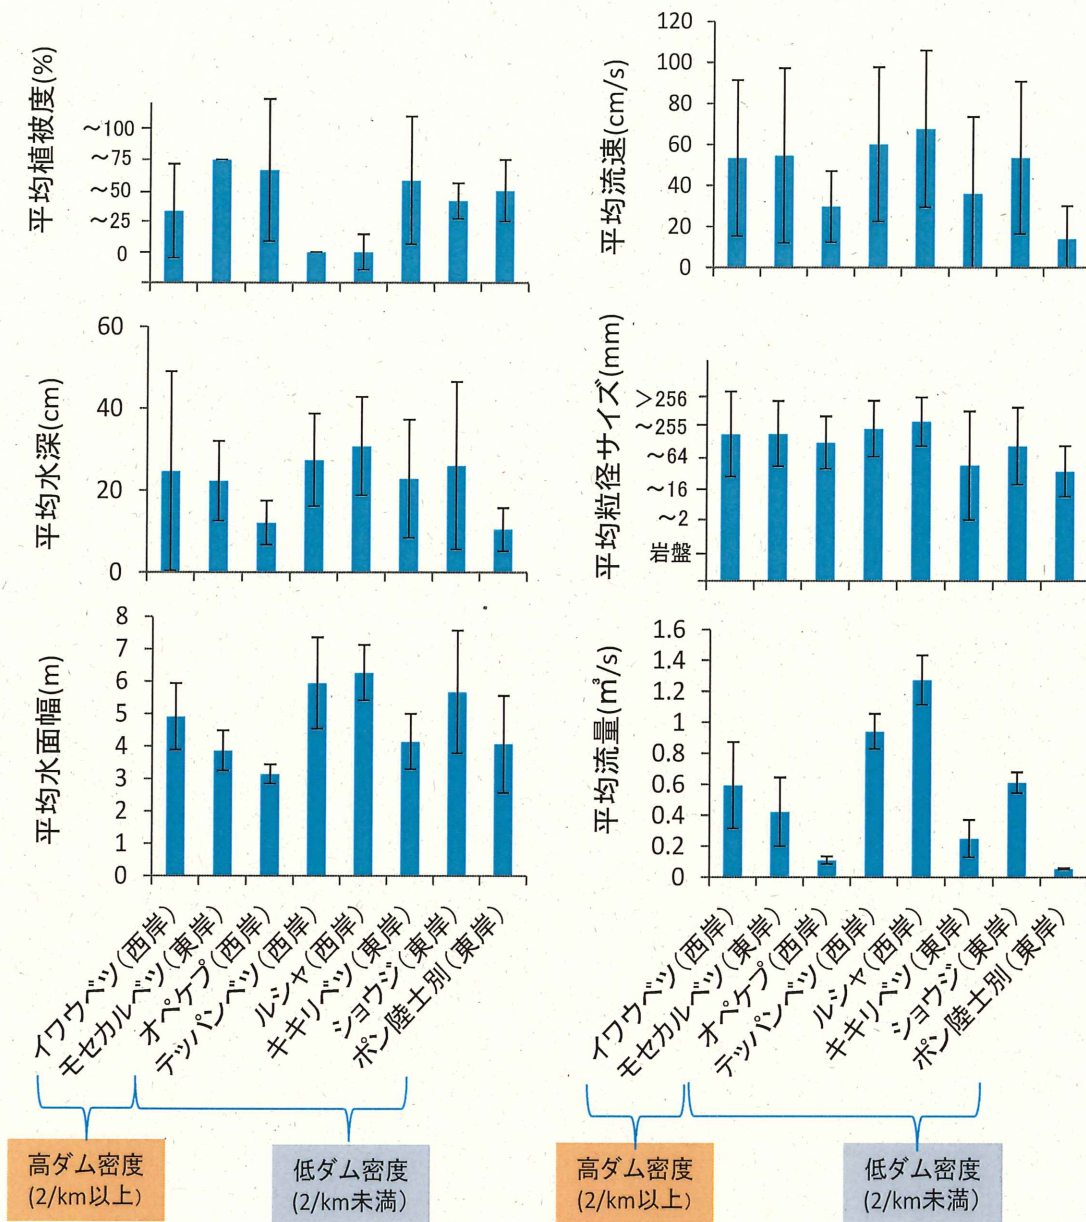 平均植被度(%)
～100
～75
～50
～25
0
平均流速(cm/s)
120
100
80
60
40
20
0
平均水深(cm)
60
40
20
0
平均粒径サイズ(mm)
＞256
～255
～64
～16
～2
岩盤
平均水面幅(m)
8
7
6
5
4
3
2
1
0
平均流量(㎥/s)
1.6
1.4
1.2
1
0.8
0.6
0.4
0.2
0
イワウベツ(西岸)
モセカルベツ(東岸)
オペケプ(西岸)
テッパンベツ(西岸)
ルシャ(西岸)
キキリベツ(東岸)
ショウジ(東岸)
ポン陸士別(東岸)
イワウベツ(西岸)
モセカルベツ(東岸)
オペケプ(西岸)
テッパンベツ(西岸)
ルシャ(西岸)
キキリベツ(東岸)
ショウジ(東岸)
ポン陸士別(東岸)
高ダム密度
(2/km以上)
低ダム密度
(2/km未満)
高ダム密度
(2/km以上)
低ダム密度
(2/km未満)